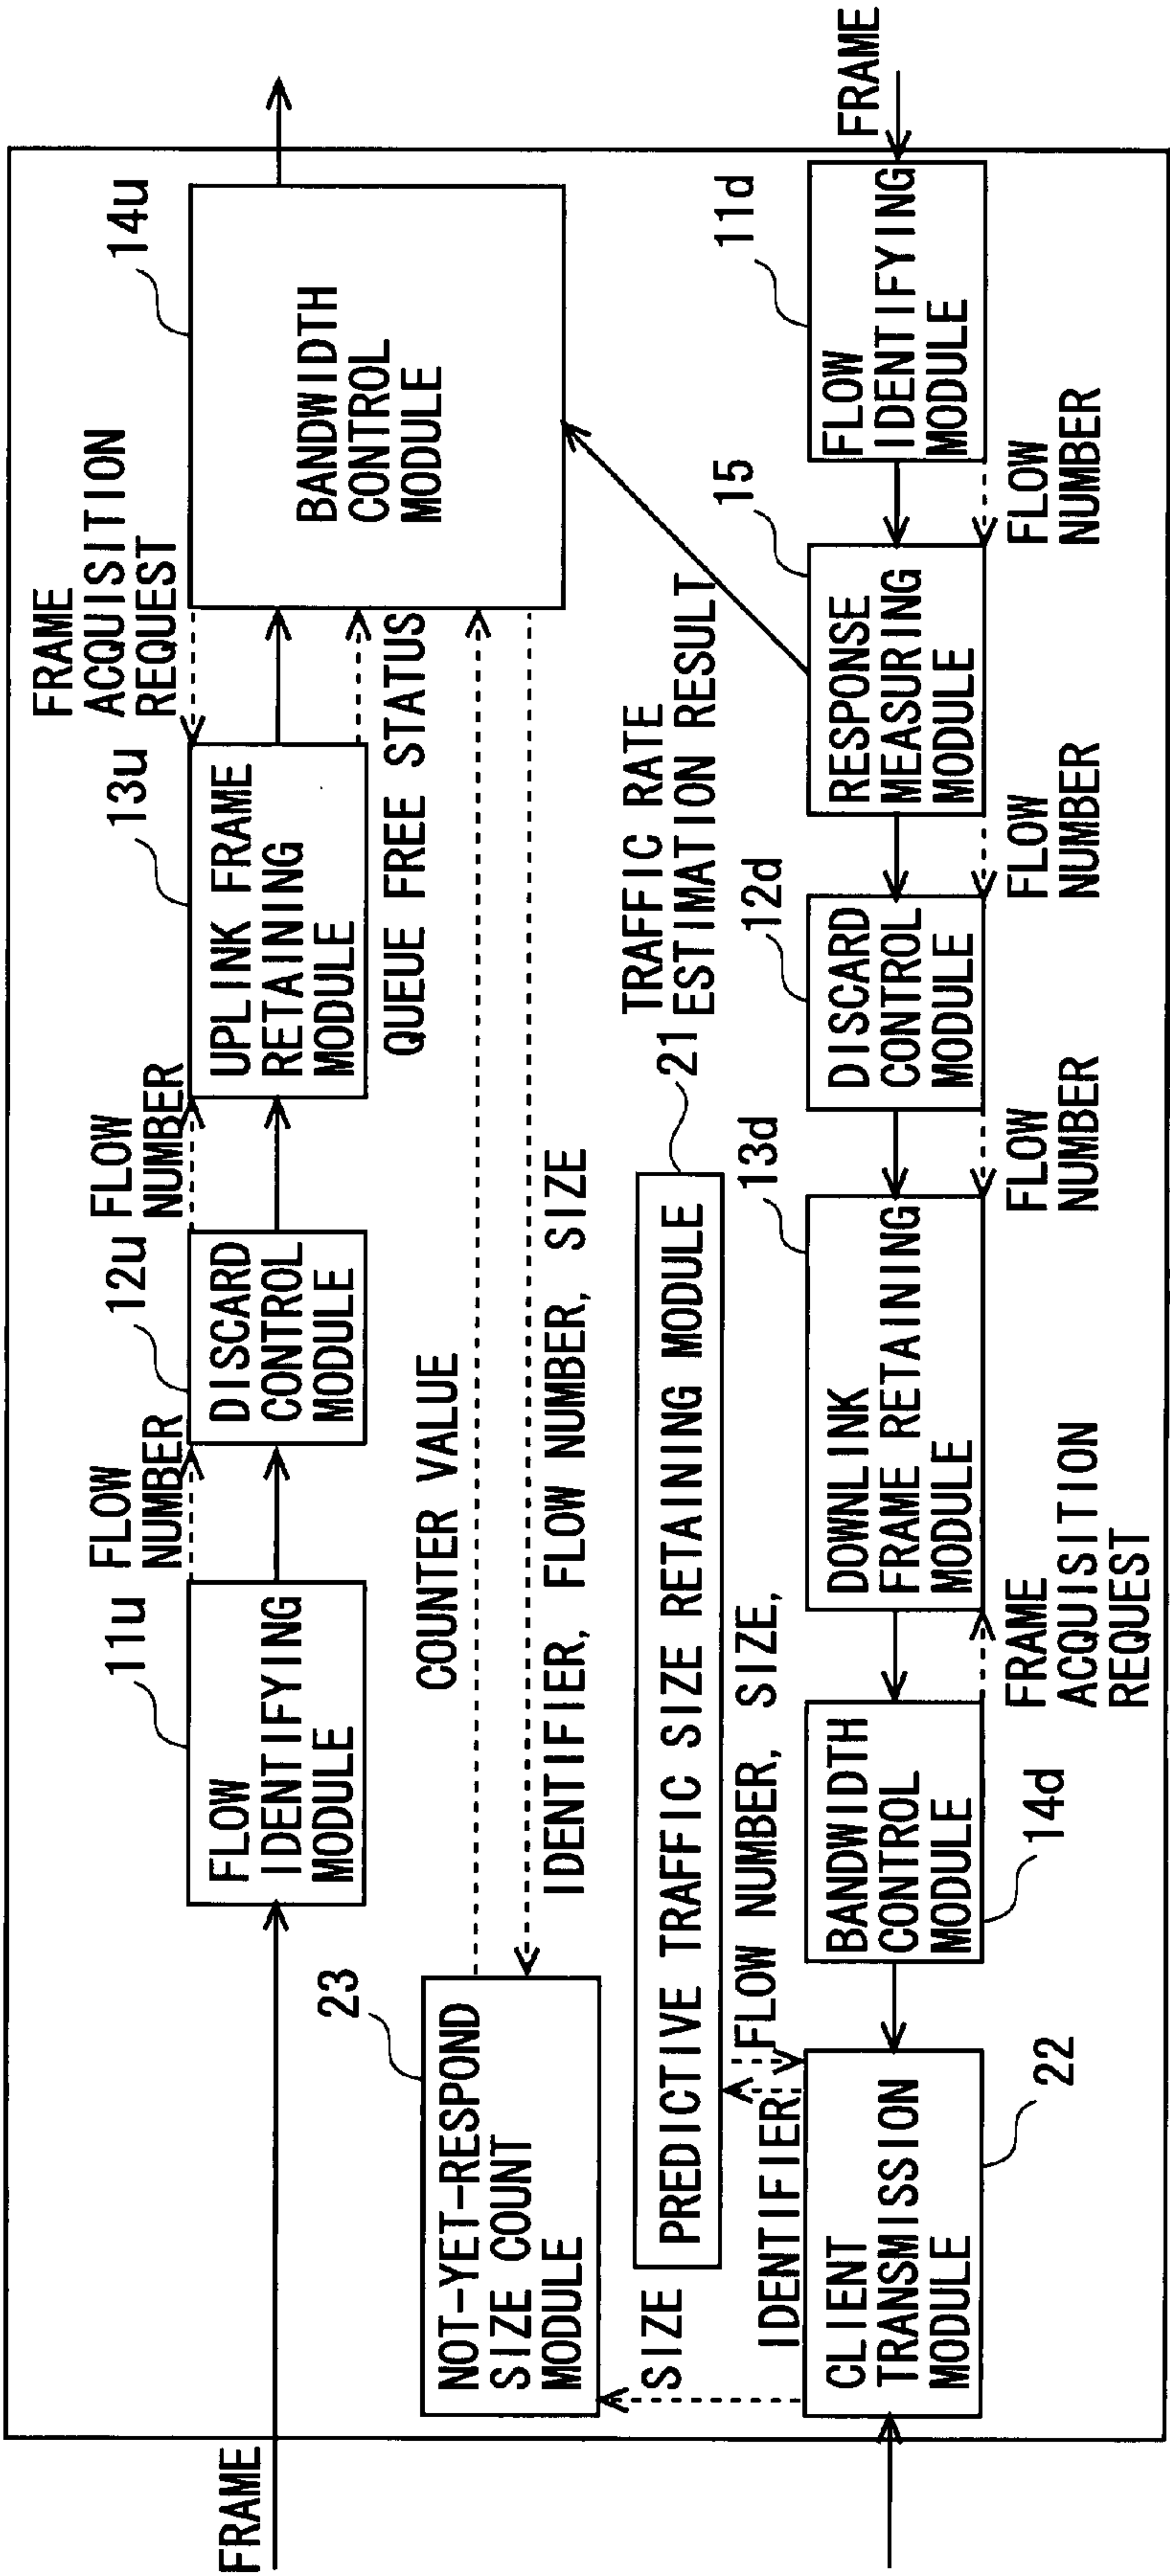 FRAME
11u
FLOW
IDENTIFYING
MODULE
FLOW
NUMBER
12u
DISCARD
CONTROL
MODULE
FLOW
NUMBER
13u
UPLINK FRAME
RETAINING
MODULE
FRAME
ACQUISITION
REQUEST
QUEUE FREE STATUS
14u
BANDWIDTH
CONTROL
MODULE
23
NOT-YET-RESPOND
SIZE COUNT
MODULE
COUNTER VALUE
IDENTIFIER, FLOW NUMBER, SIZE
SIZE
PREDICTIVE TRAFFIC SIZE RETAINING MODULE
21
TRAFFIC RATE
ESTIMATION RESULT
IDENTIFIER
FLOW NUMBER, SIZE,
CLIENT
TRANSMISSION
MODULE
22
BANDWIDTH
CONTROL
MODULE
14d
FRAME
ACQUISITION
REQUEST
13d
DOWNLINK
FRAME RETAINING
MODULE
FLOW
NUMBER
12d
DISCARD
CONTROL
MODULE
FLOW
NUMBER
15
RESPONSE
MEASURING
MODULE
FLOW
NUMBER
11d
FLOW
IDENTIFYING
MODULE
FRAME